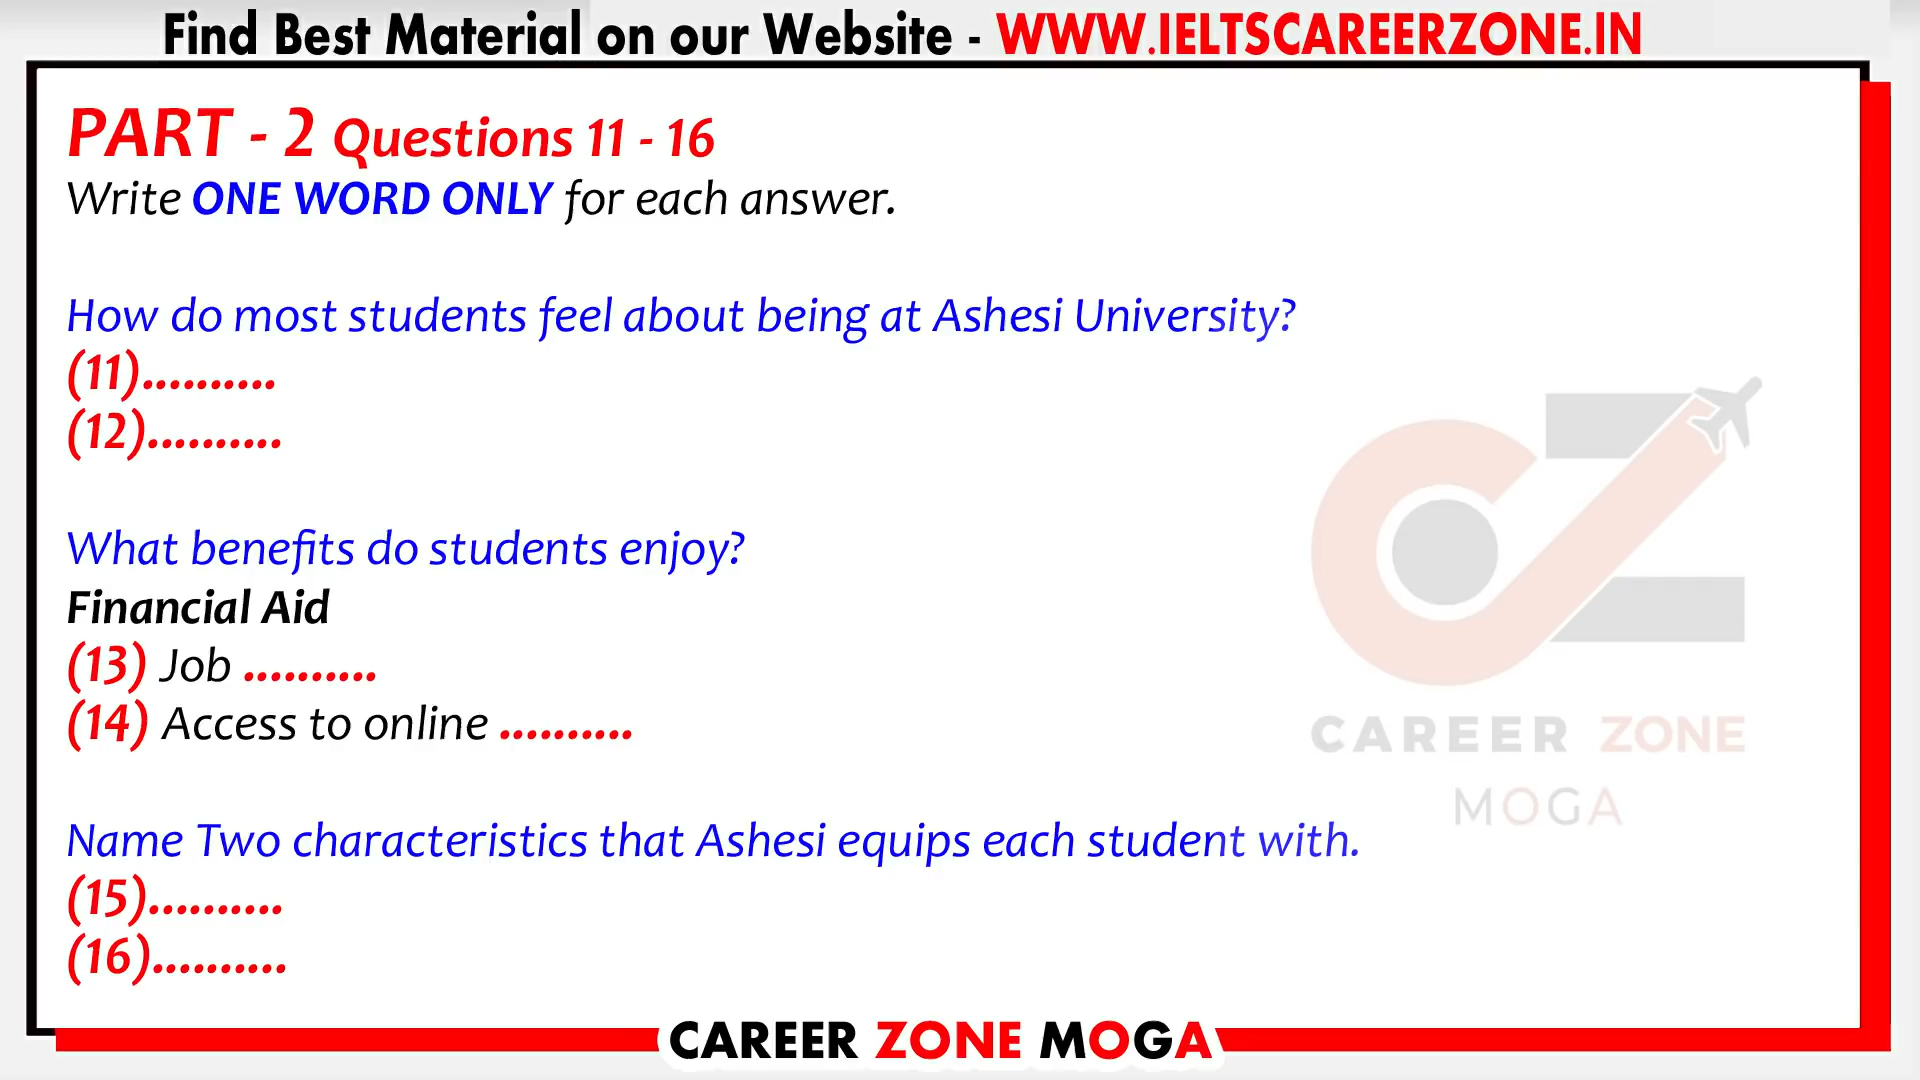 Find Best Material on our Website - WWW.IELTSCAREERZONE.IN
PART - 2 Questions 11 - 16
Write ONE WORD ONLY for each answer.
How do most students feel about being at Ashesi University?
(11)..........
(12)..........
What benefits do students enjoy?
Financial Aid
(13) Job ..........
(14) Access to online ..........
Name Two characteristics that Ashesi equips each student with.
(15)..........
(16)..........
CAREER ZONE
MOGA
CAREER ZONE MOGA